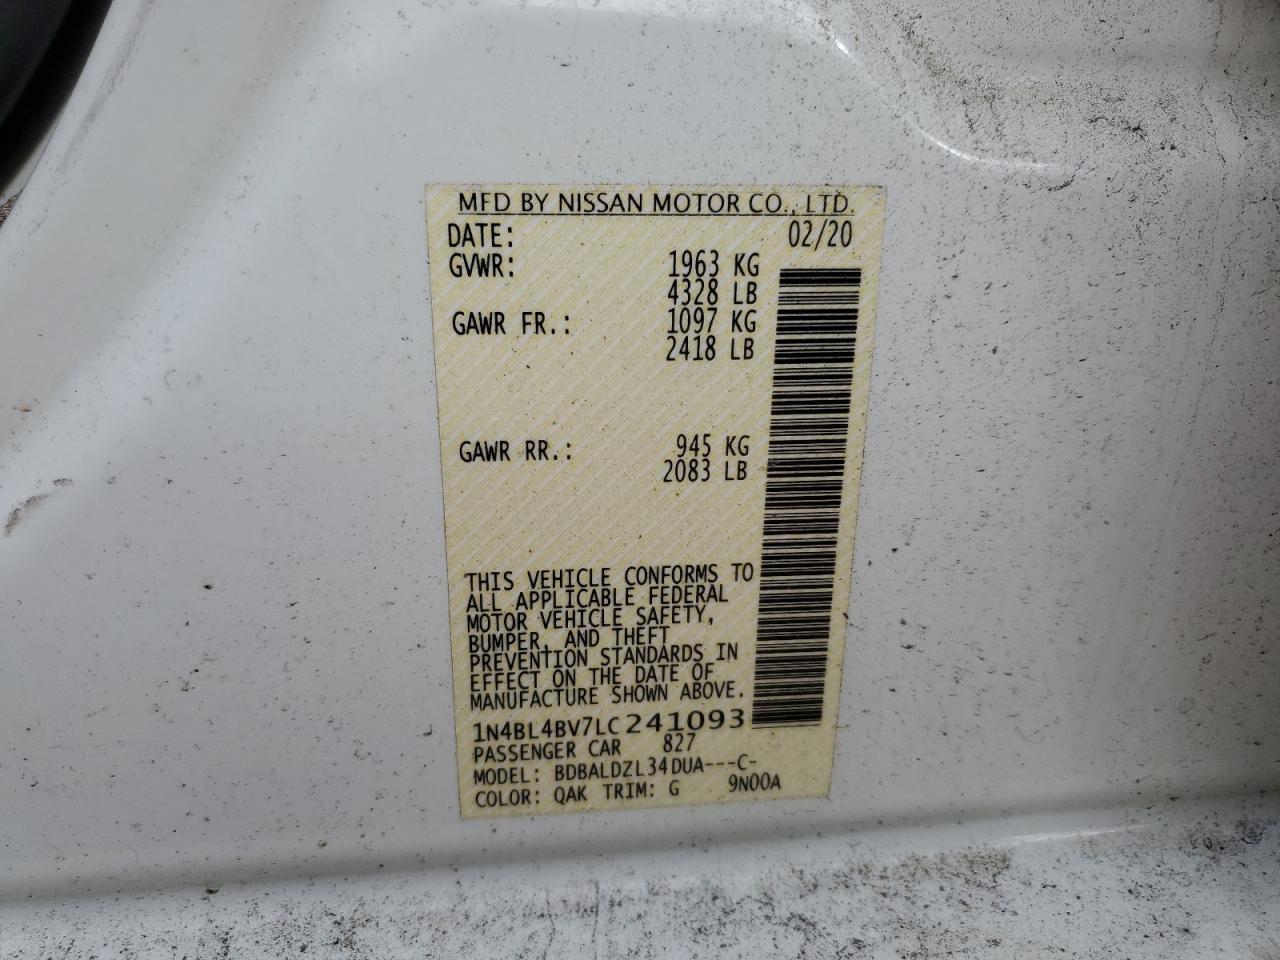 MFD BY NISSAN MOTOR CO., LTD.
DATE: 02/20
GVWR: 1963 KG
4328 LB
GAWR FR.: 1097 KG
2418 LB
GAWR RR.: 945 KG
2083 LB
THIS VEHICLE CONFORMS TO
ALL APPLICABLE FEDERAL
MOTOR VEHICLE SAFETY,
BUMPER, AND THEFT
PREVENTION STANDARDS IN
EFFECT ON THE DATE OF
MANUFACTURE SHOWN ABOVE.
1N4BL4BV7LC241093
PASSENGER CAR 827
MODEL: BDBALDZL34DUA---C-
COLOR: QAK TRIM: G 9N00A